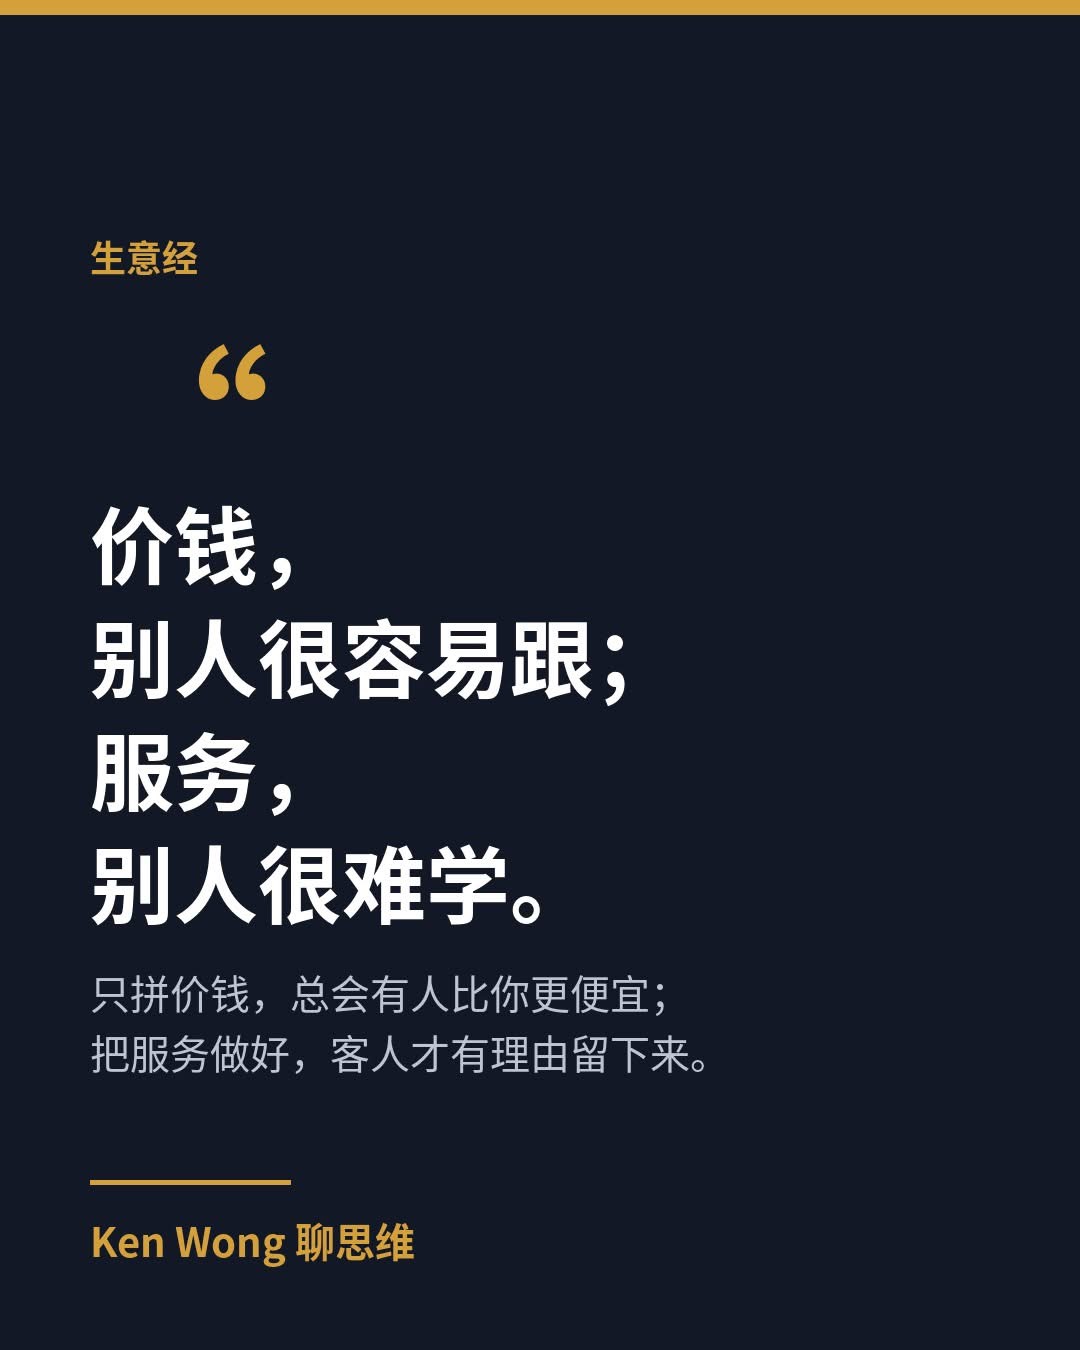 生意经
“
价钱，
别人很容易跟；
服务，
别人很难学。
只拼价钱，总会有人比你更便宜；
把服务做好，客人才有理由留下来。
Ken Wong 聊思维